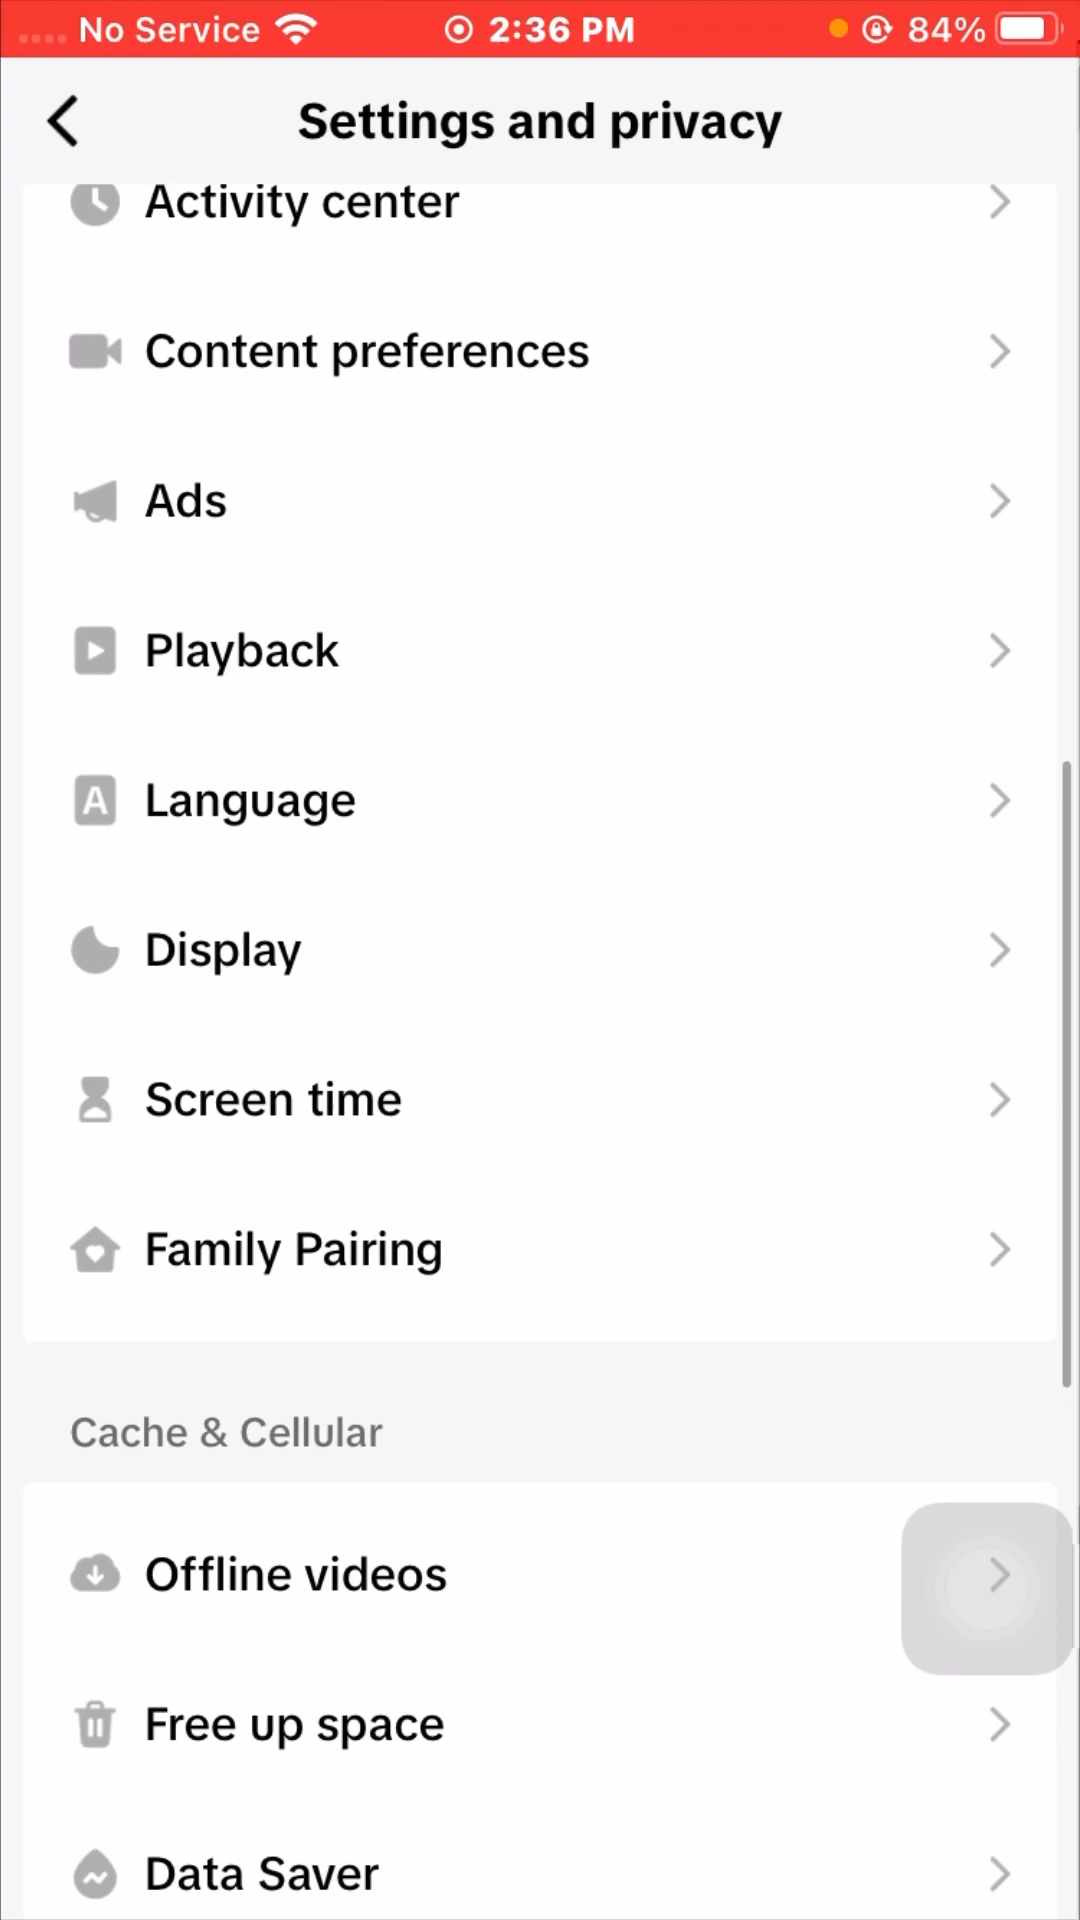 No Service 2:36 PM 84%
Settings and privacy
Activity center
Content preferences
Ads
Playback
A Language
Display
Screen time
Family Pairing
Cache & Cellular
Offline videos
Free up space
Data Saver